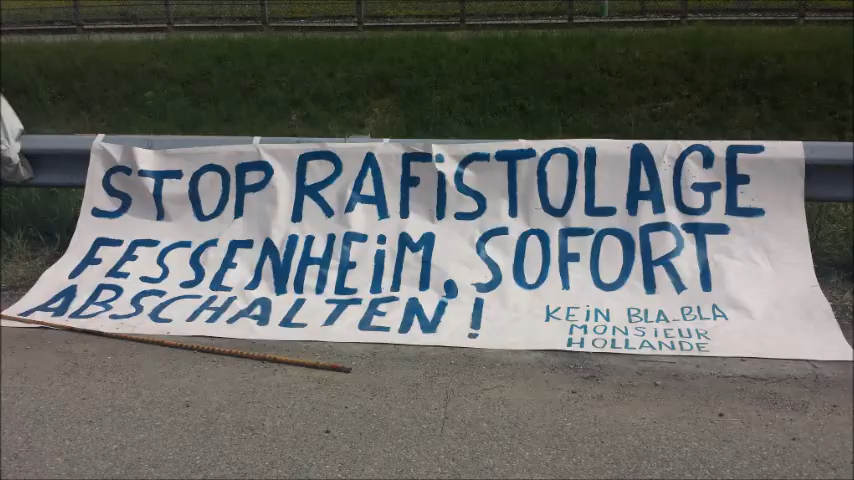 STOP RAFiSTOLAGE
FESSENHEiM, SOFORT
ABSCHALTEN!
KEiN BLA-BLA
MONSiEUR
HOLLANDE